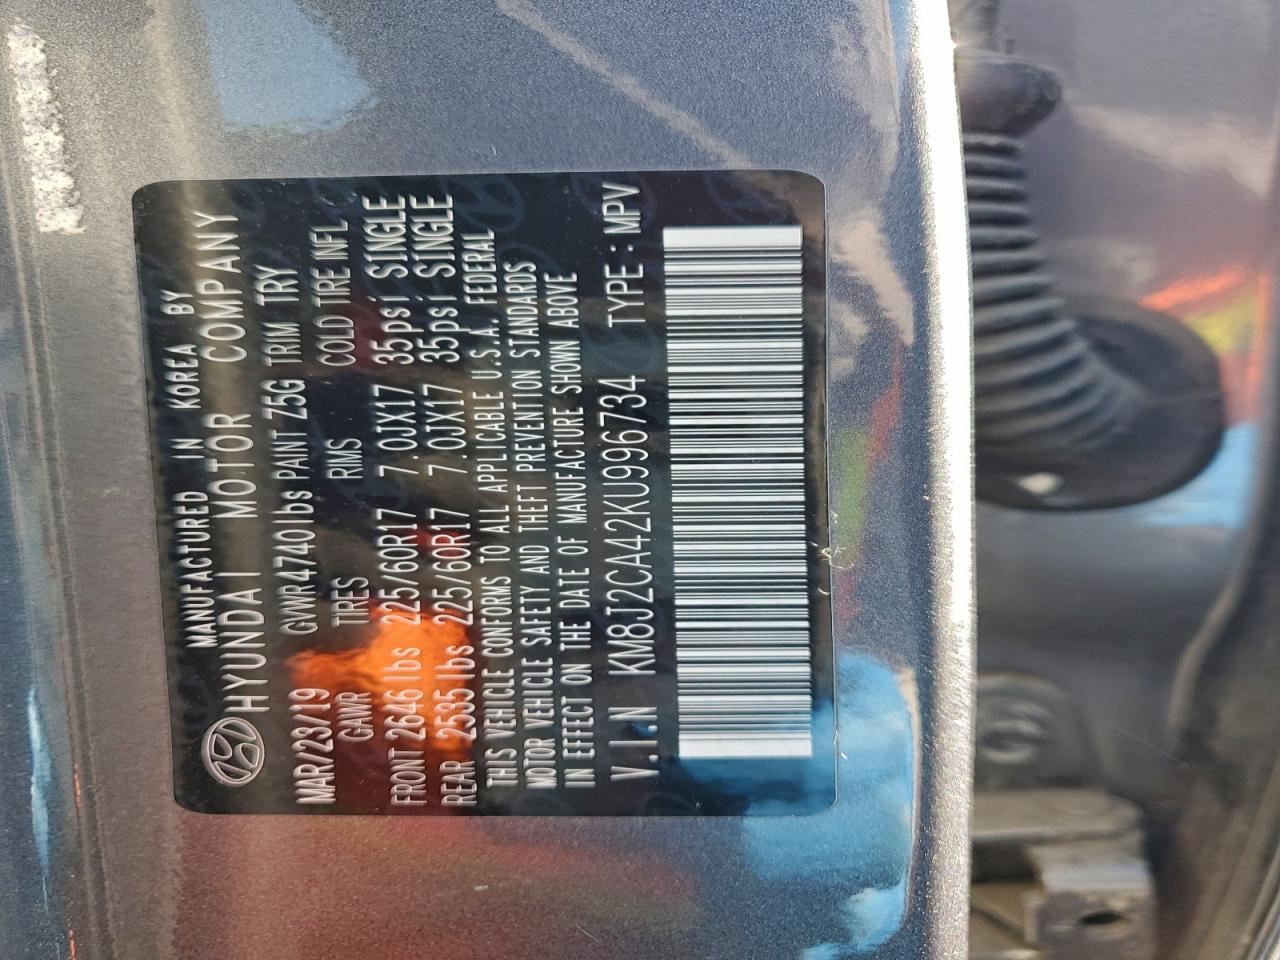 MANUFACTURED IN KOREA BY
HYUNDAI MOTOR COMPANY
MAR/23/19 GWR4740lbs PAINT Z5G TRIM TRY
GAWR TIRES RIMS COLD TIRE INFL
FRONT 2646lbs 225/60R17 7.0JX17 35psi SINGLE
REAR 2535lbs 225/60R17 7.0JX17 35psi SINGLE
THIS VEHICLE CONFORMS TO ALL APPLICABLE U.S.A. FEDERAL
MOTOR VEHICLE SAFETY AND THEFT PREVENTION STANDARDS
IN EFFECT ON THE DATE OF MANUFACTURE SHOWN ABOVE
V.I.N KM8J2CA42KU996734 TYPE : MPV